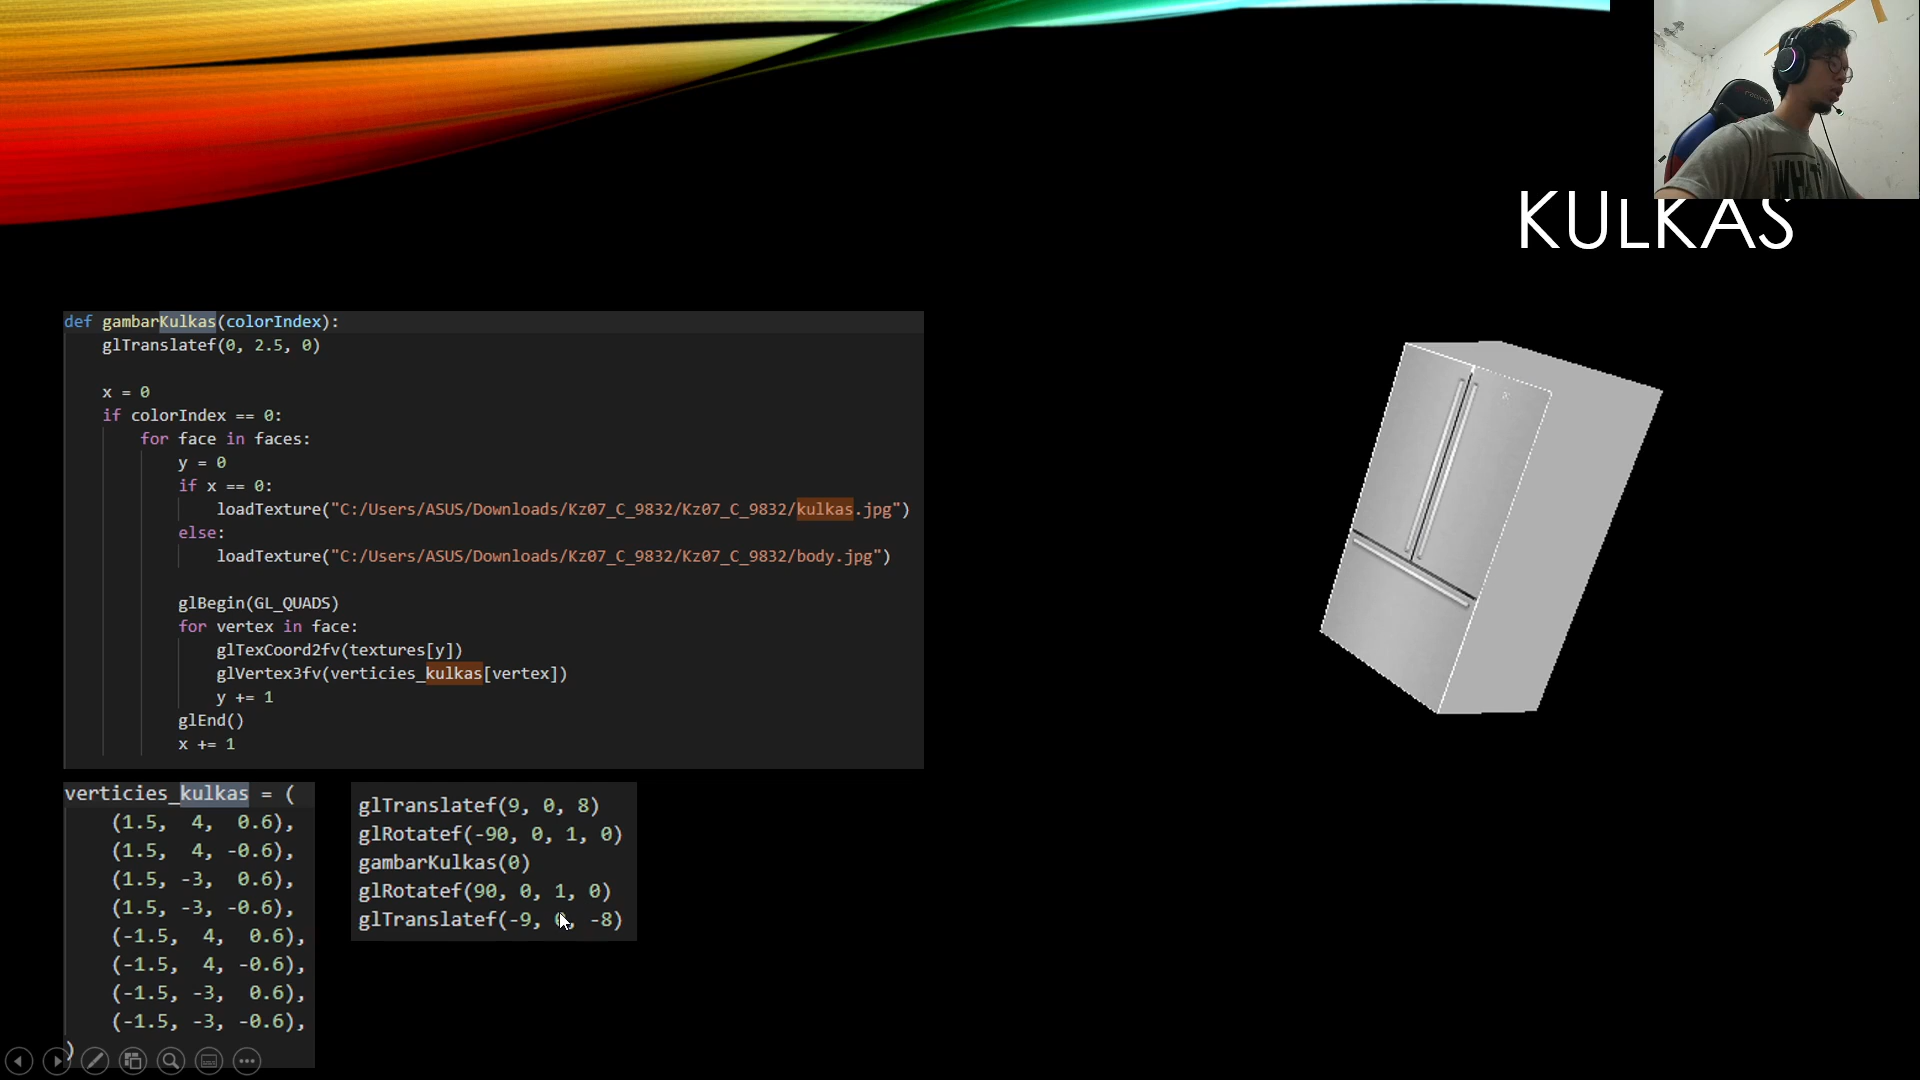 KULKAS
def gambarKulkas(colorIndex):
glTranslatef(0, 2.5, 0)
x = 0
if colorIndex == 0:
for face in faces:
y = 0
if x == 0:
loadTexture("C:/Users/ASUS/Downloads/Kz07_C_9832/Kz07_C_9832/kulkas.jpg")
else:
loadTexture("C:/Users/ASUS/Downloads/Kz07_C_9832/Kz07_C_9832/body.jpg")
glBegin(GL_QUADS)
for vertex in face:
glTexCoord2fv(textures[y])
glVertex3fv(verticies_kulkas[vertex])
y += 1
glEnd()
x += 1
verticies_kulkas = (
(1.5, 4, 0.6),
(1.5, 4, -0.6),
(1.5, -3, 0.6),
(1.5, -3, -0.6),
(-1.5, 4, 0.6),
(-1.5, 4, -0.6),
(-1.5, -3, 0.6),
(-1.5, -3, -0.6),
)
glTranslatef(9, 0, 8)
glRotatef(-90, 0, 1, 0)
gambarKulkas(0)
glRotatef(90, 0, 1, 0)
glTranslatef(-9, 0, -8)